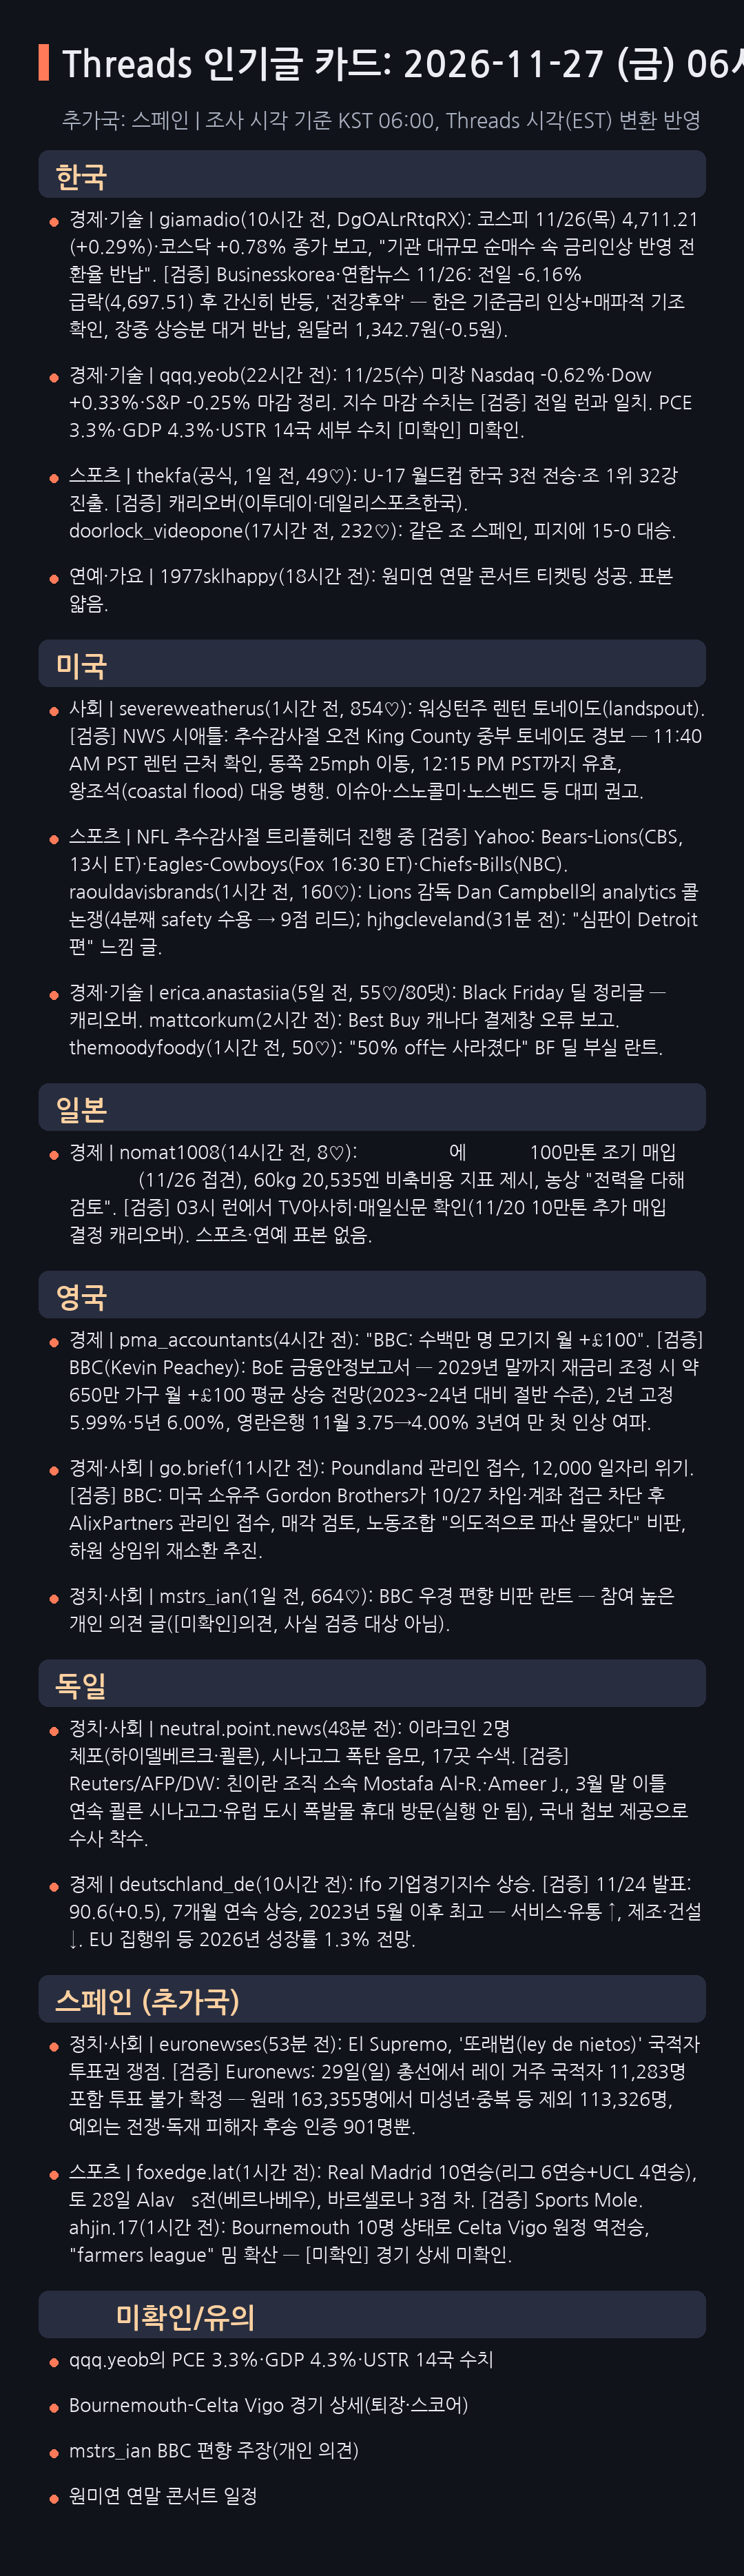 Threads 인기글 카드: 2026-11-27 (금) 06시
추가국: 스페인 | 조사 시각 기준 KST 06:00, Threads 시각(EST) 변환 반영
한국
경제·기술 | giamadio(10시간 전, DgOALrRtqRX): 코스피 11/26(목) 4,711.21
(+0.29%)·코스닥 +0.78% 종가 보고, "기관 대규모 순매수 속 금리인상 반영 전
환율 반납". [검증] Businesskorea·연합뉴스 11/26: 전일 -6.16%
급락(4,697.51) 후 간신히 반등, '전강후약' — 한은 기준금리 인상+매파적 기조
확인, 장중 상승분 대거 반납, 원달러 1,342.7원(-0.5원).
경제·기술 | qqq.yeob(22시간 전): 11/25(수) 미장 Nasdaq -0.62%·Dow
+0.33%·S&P -0.25% 마감 정리. 지수 마감 수치는 [검증] 전일 런과 일치. PCE
3.3%·GDP 4.3%·USTR 14국 세부 수치 [미확인] 미확인.
스포츠 | thekfa(공식, 1일 전, 49♡): U-17 월드컵 한국 3전 전승·조 1위 32강
진출. [검증] 캐리오버(이투데이·데일리스포츠한국).
doorlock_videopone(17시간 전, 232♡): 같은 조 스페인, 피지에 15-0 대승.
연예·가요 | 1977sklhappy(18시간 전): 원미연 연말 콘서트 티켓팅 성공. 표본
얇음.
미국
사회 | severeweatherus(1시간 전, 854♡): 워싱턴주 렌턴 토네이도(landspout).
[검증] NWS 시애틀: 추수감사절 오전 King County 중부 토네이도 경보 — 11:40
AM PST 렌턴 근처 확인, 동쪽 25mph 이동, 12:15 PM PST까지 유효,
왕조석(coastal flood) 대응 병행. 이슈아·스노콜미·노스벤드 등 대피 권고.
스포츠 | NFL 추수감사절 트리플헤더 진행 중 [검증] Yahoo: Bears-Lions(CBS,
13시 ET)·Eagles-Cowboys(Fox 16:30 ET)·Chiefs-Bills(NBC).
raouldavisbrands(1시간 전, 160♡): Lions 감독 Dan Campbell의 analytics 콜
논쟁(4분째 safety 수용 → 9점 리드); hjhgcleveland(31분 전): "심판이 Detroit
편" 느낌 글.
경제·기술 | erica.anastasiia(5일 전, 55♡/80댓): Black Friday 딜 정리글 —
캐리오버. mattcorkum(2시간 전): Best Buy 캐나다 결제창 오류 보고.
themoodyfoody(1시간 전, 50♡): "50% off는 사라졌다" BF 딜 부실 란트.
일본
경제 | nomat1008(14시간 전, 8♡): 에 100만톤 조기 매입
(11/26 접견), 60kg 20,535엔 비축비용 지표 제시, 농상 "전력을 다해
검토". [검증] 03시 런에서 TV아사히·매일신문 확인(11/20 10만톤 추가 매입
결정 캐리오버). 스포츠·연예 표본 없음.
영국
경제 | pma_accountants(4시간 전): "BBC: 수백만 명 모기지 월 +£100". [검증]
BBC(Kevin Peachey): BoE 금융안정보고서 — 2029년 말까지 재금리 조정 시 약
650만 가구 월 +£100 평균 상승 전망(2023~24년 대비 절반 수준), 2년 고정
5.99%·5년 6.00%, 영란은행 11월 3.75→4.00% 3년여 만 첫 인상 여파.
경제·사회 | go.brief(11시간 전): Poundland 관리인 접수, 12,000 일자리 위기.
[검증] BBC: 미국 소유주 Gordon Brothers가 10/27 차입·계좌 접근 차단 후
AlixPartners 관리인 접수, 매각 검토, 노동조합 "의도적으로 파산 몰았다" 비판,
하원 상임위 재소환 추진.
정치·사회 | mstrs_ian(1일 전, 664♡): BBC 우경 편향 비판 란트 — 참여 높은
개인 의견 글([미확인]의견, 사실 검증 대상 아님).
독일
정치·사회 | neutral.point.news(48분 전): 이라크인 2명
체포(하이델베르크·쾰른), 시나고그 폭탄 음모, 17곳 수색. [검증]
Reuters/AFP/DW: 친이란 조직 소속 Mostafa Al-R.·Ameer J., 3월 말 이틀
연속 쾰른 시나고그·유럽 도시 폭발물 휴대 방문(실행 안 됨), 국내 첩보 제공으로
수사 착수.
경제 | deutschland_de(10시간 전): Ifo 기업경기지수 상승. [검증] 11/24 발표:
90.6(+0.5), 7개월 연속 상승, 2023년 5월 이후 최고 — 서비스·유통 ↑, 제조·건설
↓. EU 집행위 등 2026년 성장률 1.3% 전망.
스페인 (추가국)
정치·사회 | euronewses(53분 전): El Supremo, '또래법(ley de nietos)' 국적자
투표권 쟁점. [검증] Euronews: 29일(일) 총선에서 레이 거주 국적자 11,283명
포함 투표 불가 확정 — 원래 163,355명에서 미성년·중복 등 제외 113,326명,
예외는 전쟁·독재 피해자 후송 인증 901명뿐.
스포츠 | foxedge.lat(1시간 전): Real Madrid 10연승(리그 6연승+UCL 4연승),
토 28일 Alav s전(베르나베우), 바르셀로나 3점 차. [검증] Sports Mole.
ahjin.17(1시간 전): Bournemouth 10명 상태로 Celta Vigo 원정 역전승,
"farmers league" 밈 확산 — [미확인] 경기 상세 미확인.
미확인/유의
qqq.yeob의 PCE 3.3%·GDP 4.3%·USTR 14국 수치
Bournemouth-Celta Vigo 경기 상세(퇴장·스코어)
mstrs_ian BBC 편향 주장(개인 의견)
원미연 연말 콘서트 일정